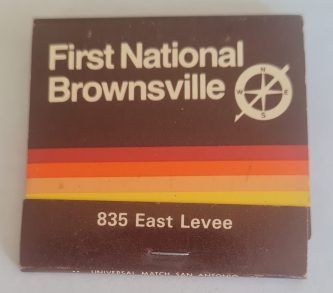 First National
Brownsville
N
W E
S
835 East Levee
UNIVERSAL MATCH SAN ANTONIO